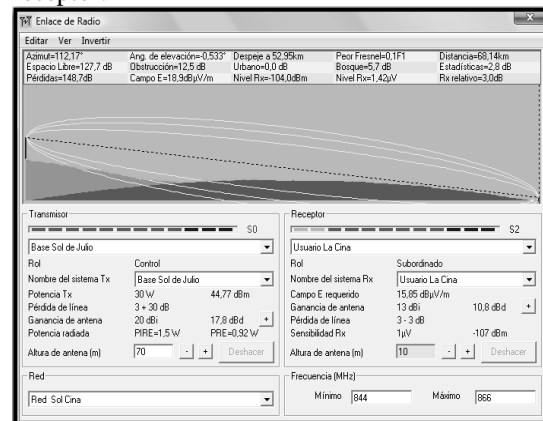 receptor.
Enlace de Radio
Editar Ver Invertir
Azimut=112,17° Ang. de elevación=-0,533° Despeje a 52,95km Peor Fresnel=0,1F1 Distancia=68,14km
Espacio Libre=127,7 dB Obstrucción=12,5 dB Urbano=0,0 dB Bosque=5,7 dB Estadísticas=2,8 dB
Pérdidas=148,7dB Campo E=18,9dBµV/m Nivel Rx=-104,0dBm Nivel Rx=1,42µV Rx relativo=3,0dB
Transmisor Receptor
S0 S2
Base Sol de Julio Usuario La Cina
Rol Control Rol Subordinado
Nombre del sistema Tx Base Sol de Julio Nombre del sistema Rx Usuario La Cina
Potencia Tx 30 W 44,77 dBm Campo E requerido 15,85 dBµV/m
Pérdida de línea 3 + 30 dB Ganancia de antena 13 dBi 10,8 dBd +
Ganancia de antena 20 dBi 17,8 dBd + Pérdida de línea 3 - 3 dB
Potencia radiada PIRE=1,5 W PRE=0,92 W Sensibilidad Rx 1µV -107 dBm
Altura de antena (m) 70 - + Deshacer Altura de antena (m) 10 - + Deshacer
Red Frecuencia (MHz)
Red Sol Cina Mínimo 844 Máximo 866